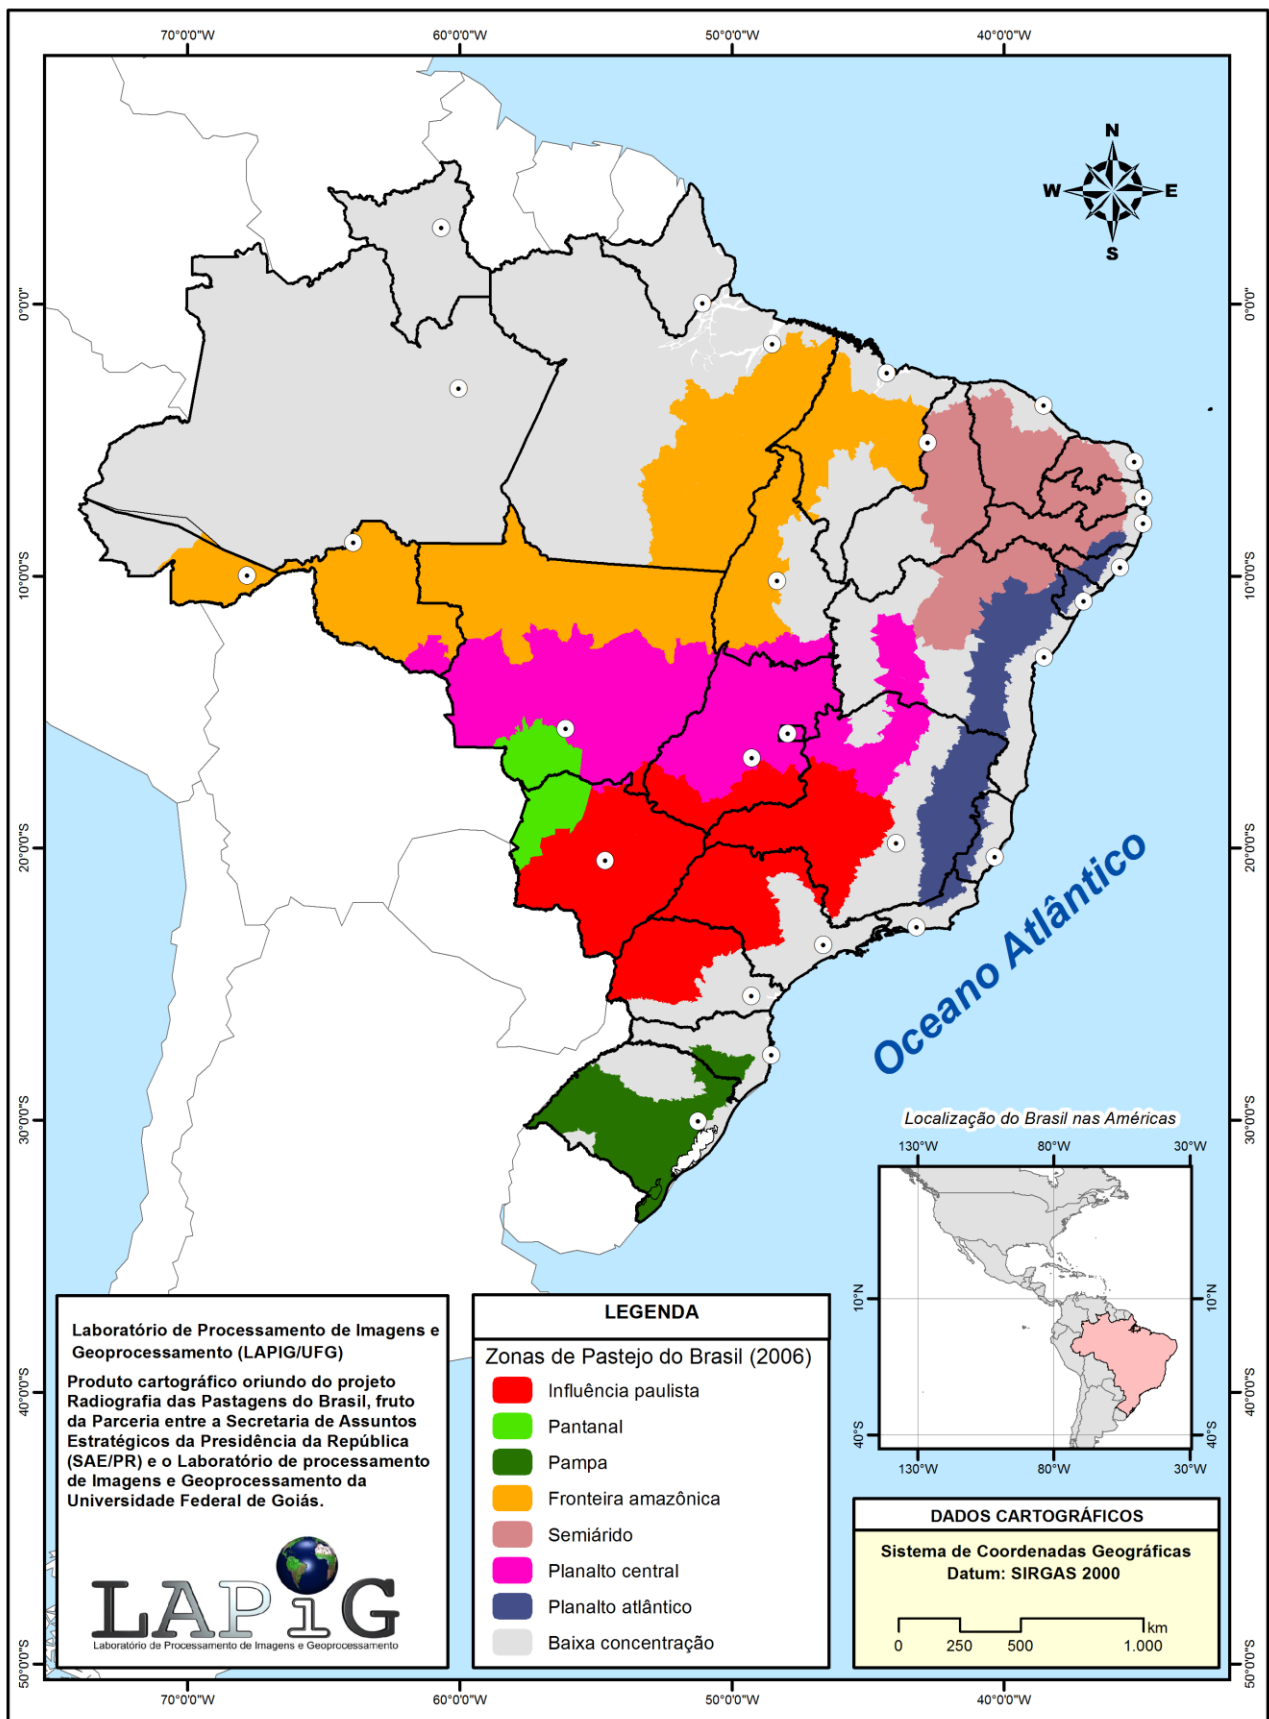 70°0'0"W 60°0'0"W 50°0'0"W 40°0'0"W
N
W E
S
0°0'0"
0°0'0"
10°0'0"S
10°0'0"S
20°0'0"S
20°0'0"S
Oceano Atlântico
30°0'0"S
30°0'0"S
40°0'0"S
40°0'0"S
50°0'0"S
50°0'0"S
Localização do Brasil nas Américas
130°W 80°W 30°W
10°N
10°N
40°S
40°S
130°W 80°W 30°W
Laboratório de Processamento de Imagens e
Geoprocessamento (LAPIG/UFG)
Produto cartográfico oriundo do projeto
Radiografia das Pastagens do Brasil, fruto
da Parceria entre a Secretaria de Assuntos
Estratégicos da Presidência da República
(SAE/PR) e o Laboratório de processamento
de Imagens e Geoprocessamento da
Universidade Federal de Goiás.
LAPiG
Laboratório de Processamento de Imagens e Geoprocessamento
LEGENDA
Zonas de Pastejo do Brasil (2006)
Influência paulista
Pantanal
Pampa
Fronteira amazônica
Semiárido
Planalto central
Planalto atlântico
Baixa concentração
DADOS CARTOGRÁFICOS
Sistema de Coordenadas Geográficas
Datum: SIRGAS 2000
km
0 250 500 1.000
70°0'0"W 60°0'0"W 50°0'0"W 40°0'0"W